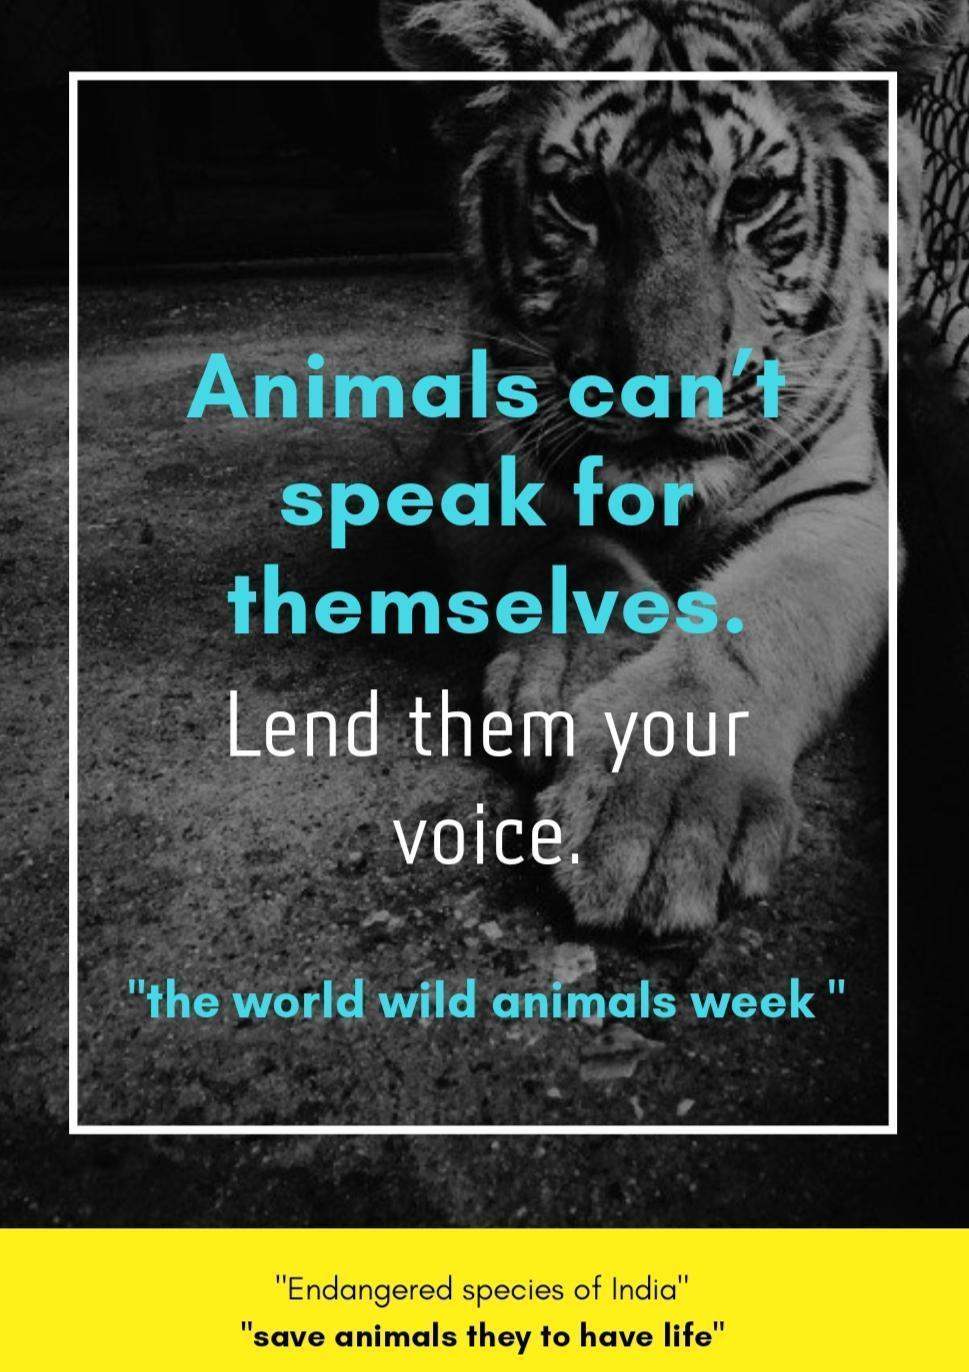 Animals can’t
speak for
themselves.
Lend them your
voice.
"the world wild animals week "
"Endangered species of India"
"save animals they to have life"